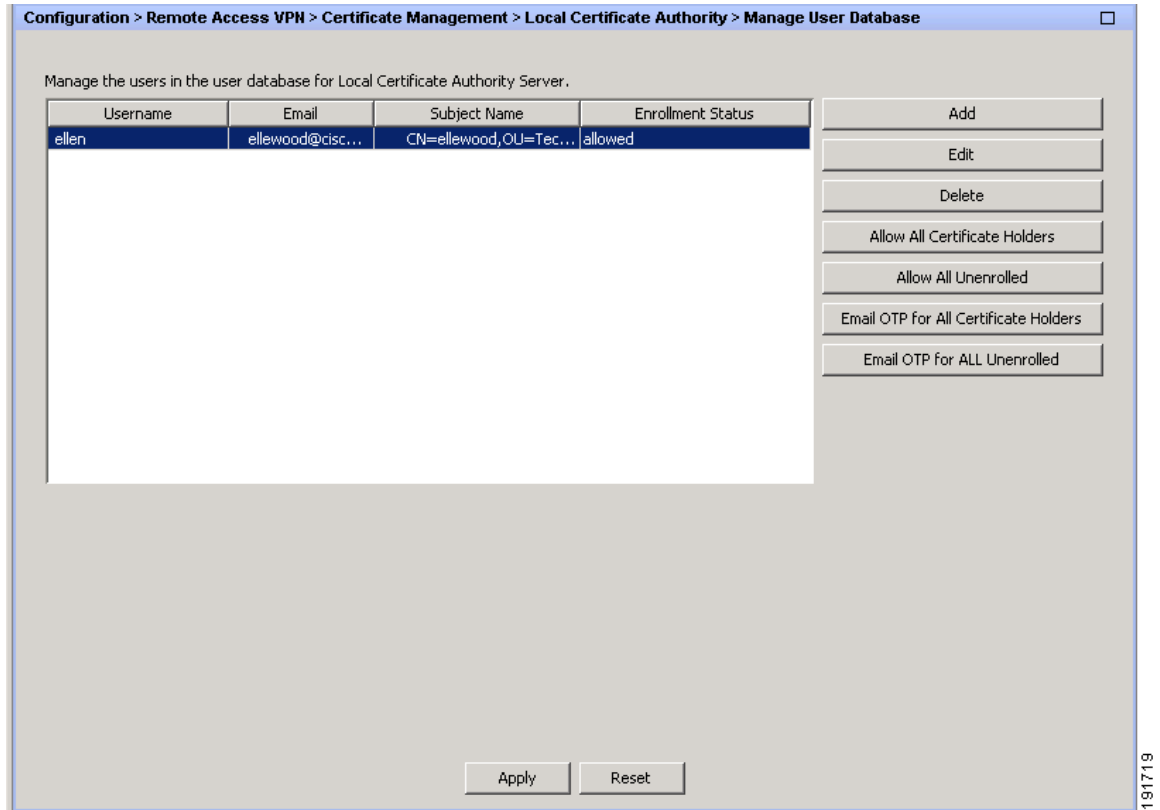 Configuration > Remote Access VPN > Certificate Management > Local Certificate Authority > Manage User Database
Manage the users in the user database for Local Certificate Authority Server.
Username Email Subject Name Enrollment Status
ellen ellewood@cisc... CN=ellewood,OU=Tec... allowed
Add
Edit
Delete
Allow All Certificate Holders
Allow All Unenrolled
Email OTP for All Certificate Holders
Email OTP for ALL Unenrolled
Apply Reset
191719